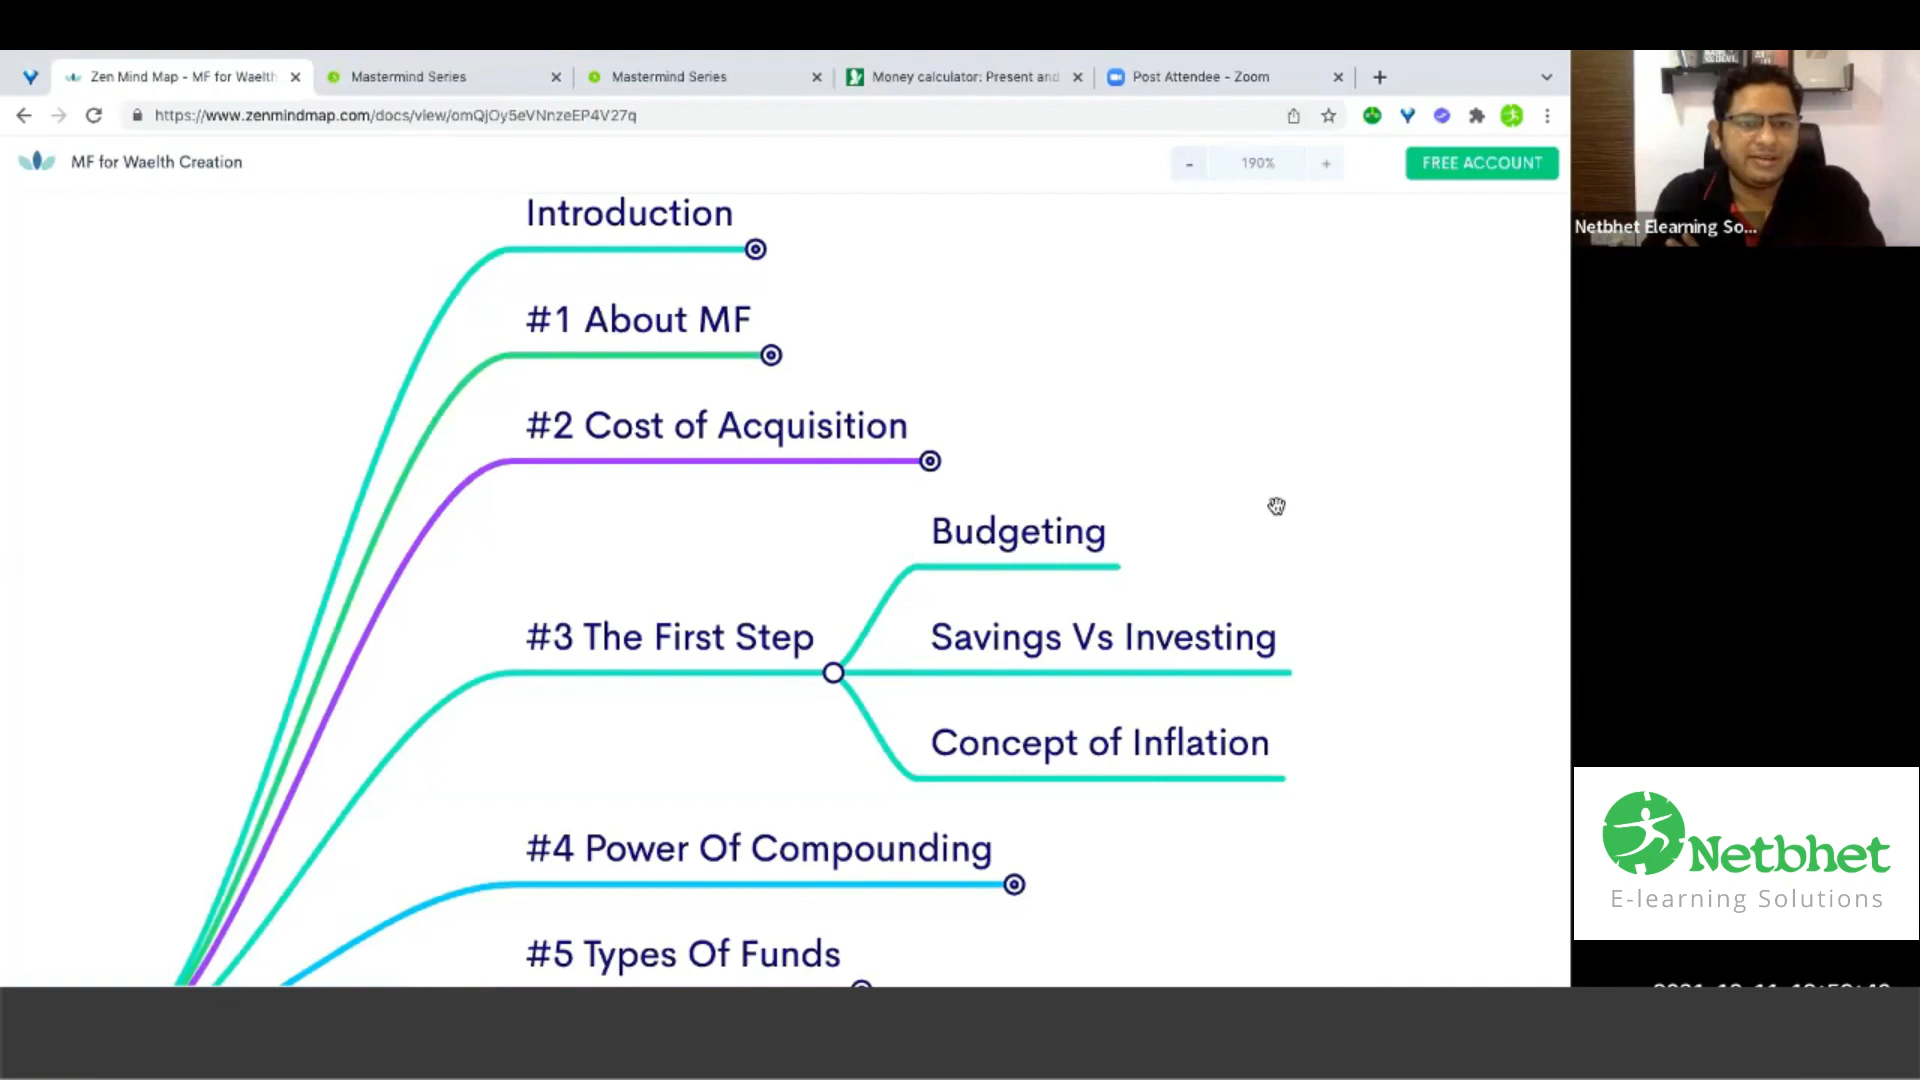 Zen Mind Map - MF for Waelth
Mastermind Series
Mastermind Series
Money calculator: Present and
Post Attendee - Zoom
https://www.zenmindmap.com/docs/view/omQjOy5eVNnzeEP4V27q
MF for Waelth Creation
- 190% +
FREE ACCOUNT
Netbhet Elearning So...
Introduction
#1 About MF
#2 Cost of Acquisition
Budgeting
#3 The First Step
Savings Vs Investing
Concept of Inflation
#4 Power Of Compounding
#5 Types Of Funds
Netbhet
E-learning Solutions